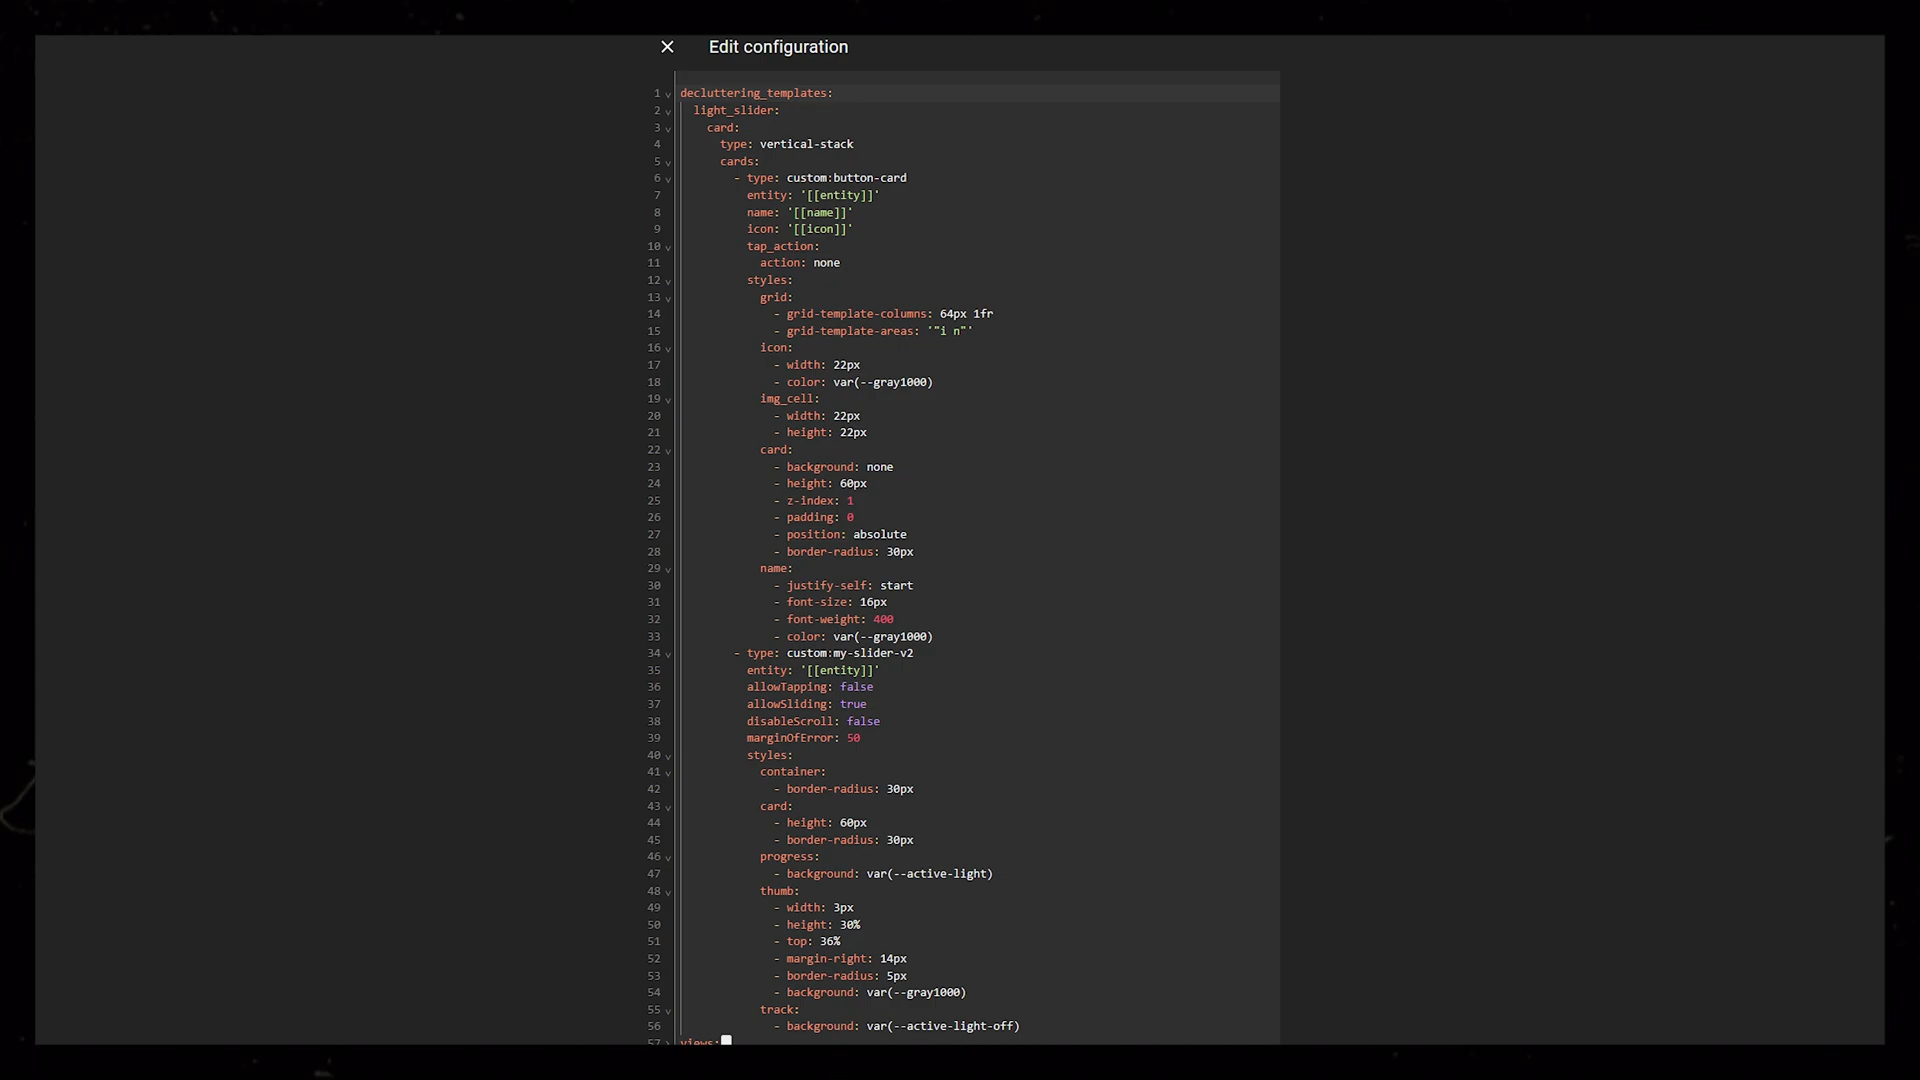 Edit configuration
1 decluttering_templates:
2 light_slider:
3 card:
4 type: vertical-stack
5 cards:
6 - type: custom:button-card
7 entity: '[[entity]]'
8 name: '[[name]]'
9 icon: '[[icon]]'
10 tap_action:
11 action: none
12 styles:
13 grid:
14 - grid-template-columns: 64px 1fr
15 - grid-template-areas: '"i n"'
16 icon:
17 - width: 22px
18 - color: var(--gray1000)
19 img_cell:
20 - width: 22px
21 - height: 22px
22 card:
23 - background: none
24 - height: 60px
25 - z-index: 1
26 - padding: 0
27 - position: absolute
28 - border-radius: 30px
29 name:
30 - justify-self: start
31 - font-size: 16px
32 - font-weight: 400
33 - color: var(--gray1000)
34 - type: custom:my-slider-v2
35 entity: '[[entity]]'
36 allowTapping: false
37 allowSliding: true
38 disableScroll: false
39 marginOfError: 50
40 styles:
41 container:
42 - border-radius: 30px
43 card:
44 - height: 60px
45 - border-radius: 30px
46 progress:
47 - background: var(--active-light)
48 thumb:
49 - width: 3px
50 - height: 30%
51 - top: 36%
52 - margin-right: 14px
53 - border-radius: 5px
54 - background: var(--gray1000)
55 track:
56 - background: var(--active-light-off)
57 views: